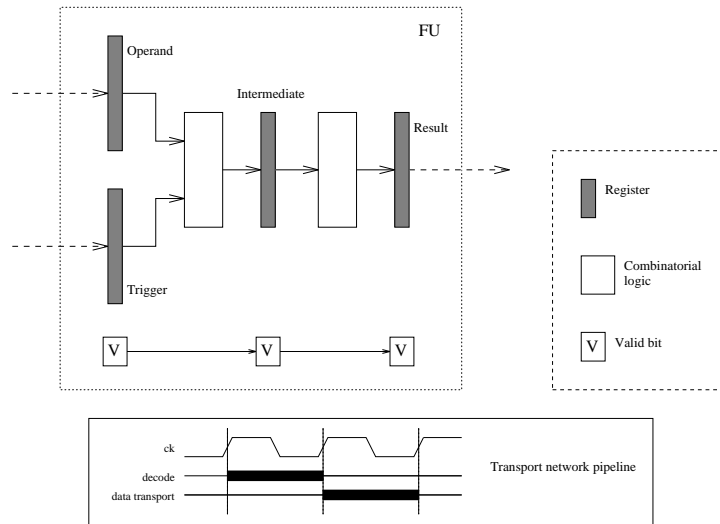 FU
Operand
Intermediate
Result
Trigger
V
V
V
Register
Combinatorial
logic
V
Valid bit
ck
decode
data transport
Transport network pipeline